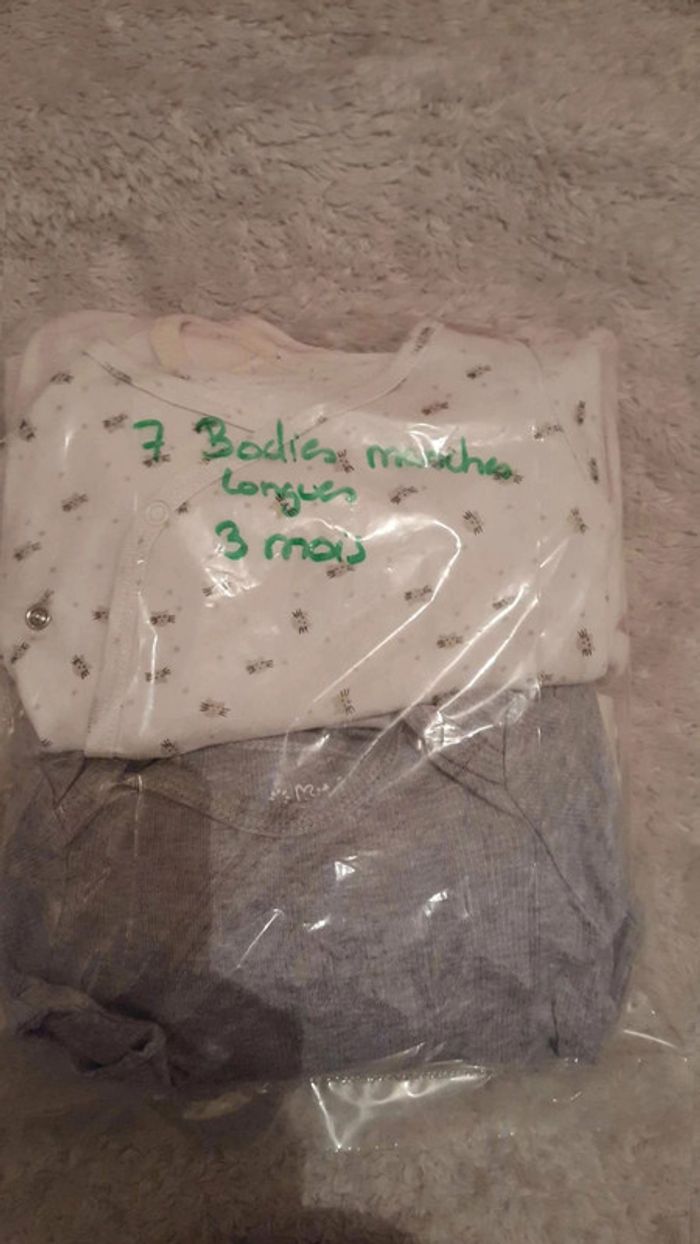 7 Bodies manches
Longues
3 mois